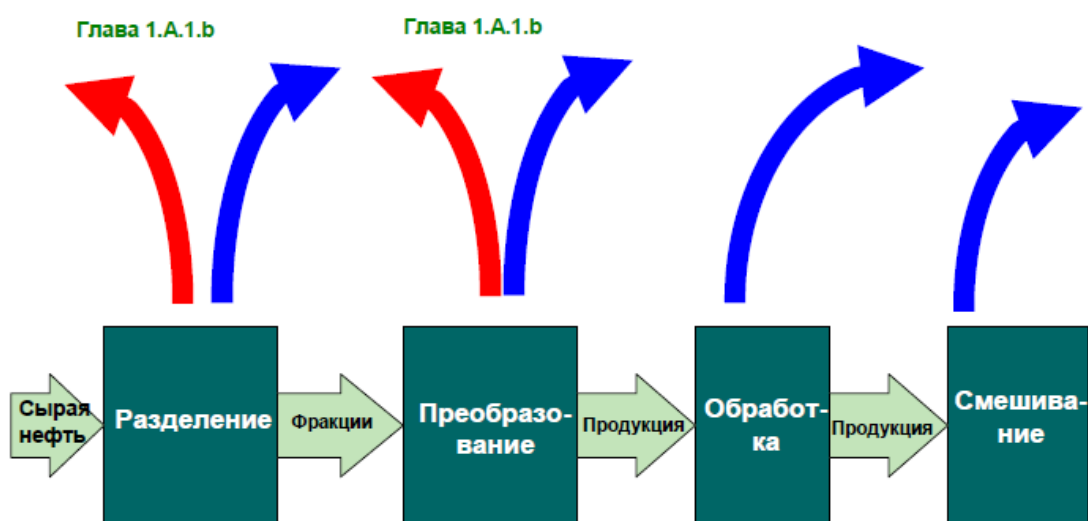 Глава 1.A.1.b
Глава 1.A.1.b
Сырая
нефть
Разделение
Фракции
Преобразо-
вание
Продукция
Обработ-
ка
Продукция
Смешива-
ние